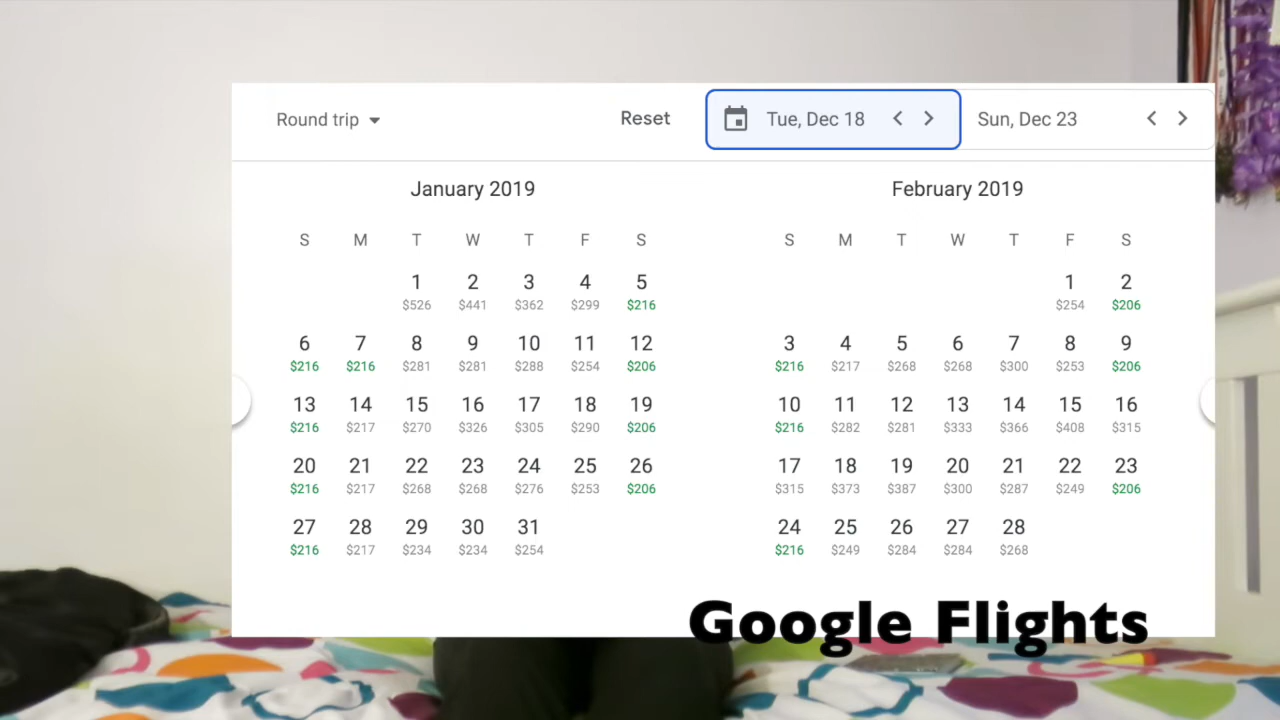 Round trip Reset Tue, Dec 18 Sun, Dec 23
January 2019 February 2019
S M T W T F S S M T W T F S
1 2 3 4 5 1 2
$526 $441 $362 $299 $216 $254 $206
6 7 8 9 10 11 12 3 4 5 6 7 8 9
$216 $216 $281 $281 $288 $254 $206 $216 $217 $268 $268 $300 $253 $206
13 14 15 16 17 18 19 10 11 12 13 14 15 16
$216 $217 $270 $326 $305 $290 $206 $216 $282 $281 $333 $366 $408 $315
20 21 22 23 24 25 26 17 18 19 20 21 22 23
$216 $217 $268 $268 $276 $253 $206 $315 $373 $387 $300 $287 $249 $206
27 28 29 30 31 24 25 26 27 28
$216 $217 $234 $234 $254 $216 $249 $284 $284 $268
Google Flights